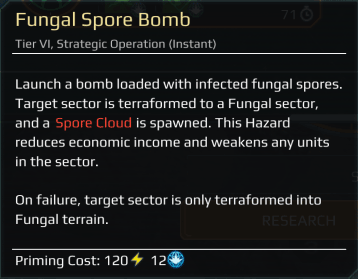 71
Fungal Spore Bomb
Tier VI, Strategic Operation (Instant)
Launch a bomb loaded with infected fungal spores.
Target sector is terraformed to a Fungal sector,
and a Spore Cloud is spawned. This Hazard
reduces economic income and weakens any units
in the sector.
On failure, target sector is only terraformed into
Fungal terrain.
RESEARCH
Priming Cost: 120 12